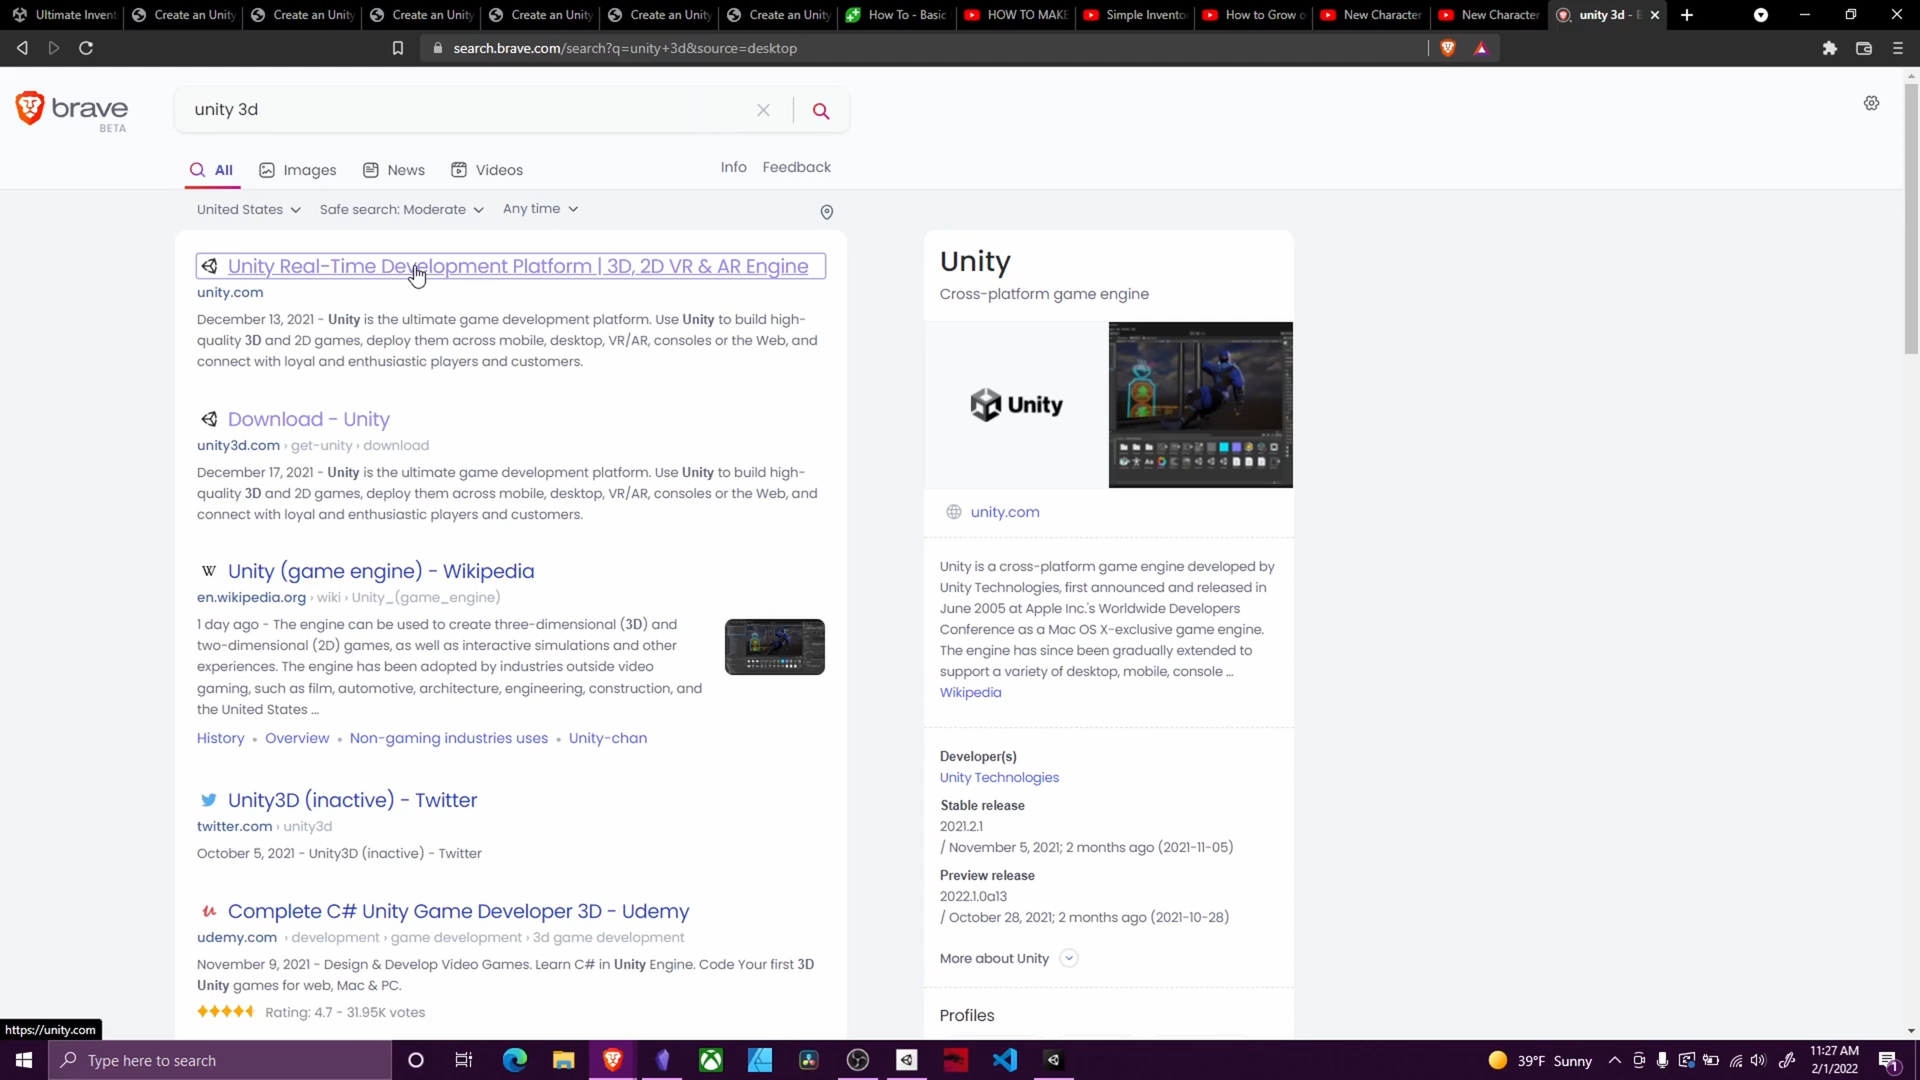 Ultimate Invent
Create an Unity
Create an Unity
Create an Unity
Create an Unity
Create an Unity
Create an Unity
How To - Basic
HOW TO MAKE
Simple Invento
How to Grow
New Character
New Character
unity 3d -
search.brave.com/search?q=unity+3d&source=desktop
brave
BETA
unity 3d
All
Images
News
Videos
Info
Feedback
United States
Safe search: Moderate
Any time
Unity Real-Time Development Platform | 3D, 2D VR & AR Engine
unity.com
December 13, 2021 - Unity is the ultimate game development platform. Use Unity to build high-
quality 3D and 2D games, deploy them across mobile, desktop, VR/AR, consoles or the Web, and
connect with loyal and enthusiastic players and customers.
Download - Unity
unity3d.com › get-unity › download
December 17, 2021 - Unity is the ultimate game development platform. Use Unity to build high-
quality 3D and 2D games, deploy them across mobile, desktop, VR/AR, consoles or the Web, and
connect with loyal and enthusiastic players and customers.
W Unity (game engine) - Wikipedia
en.wikipedia.org › wiki › Unity_(game_engine)
1 day ago - The engine can be used to create three-dimensional (3D) and
two-dimensional (2D) games, as well as interactive simulations and other
experiences. The engine has been adopted by industries outside video
gaming, such as film, automotive, architecture, engineering, construction, and
the United States ...
History • Overview • Non-gaming industries uses • Unity-chan
Unity3D (inactive) - Twitter
twitter.com › unity3d
October 5, 2021 - Unity3D (inactive) - Twitter
Complete C# Unity Game Developer 3D - Udemy
udemy.com › development › game development › 3d game development
November 9, 2021 - Design & Develop Video Games. Learn C# in Unity Engine. Code Your first 3D
Unity games for web, Mac & PC.
Rating: 4.7 - 31.95K votes
Unity
Cross-platform game engine
Unity
unity.com
Unity is a cross-platform game engine developed by
Unity Technologies, first announced and released in
June 2005 at Apple Inc.'s Worldwide Developers
Conference as a Mac OS X-exclusive game engine.
The engine has since been gradually extended to
support a variety of desktop, mobile, console ...
Wikipedia
Developer(s)
Unity Technologies
Stable release
2021.2.1
/ November 5, 2021; 2 months ago (2021-11-05)
Preview release
2022.1.0a13
/ October 28, 2021; 2 months ago (2021-10-28)
More about Unity
Profiles
https://unity.com
Type here to search
39°F Sunny
11:27 AM
2/1/2022
1